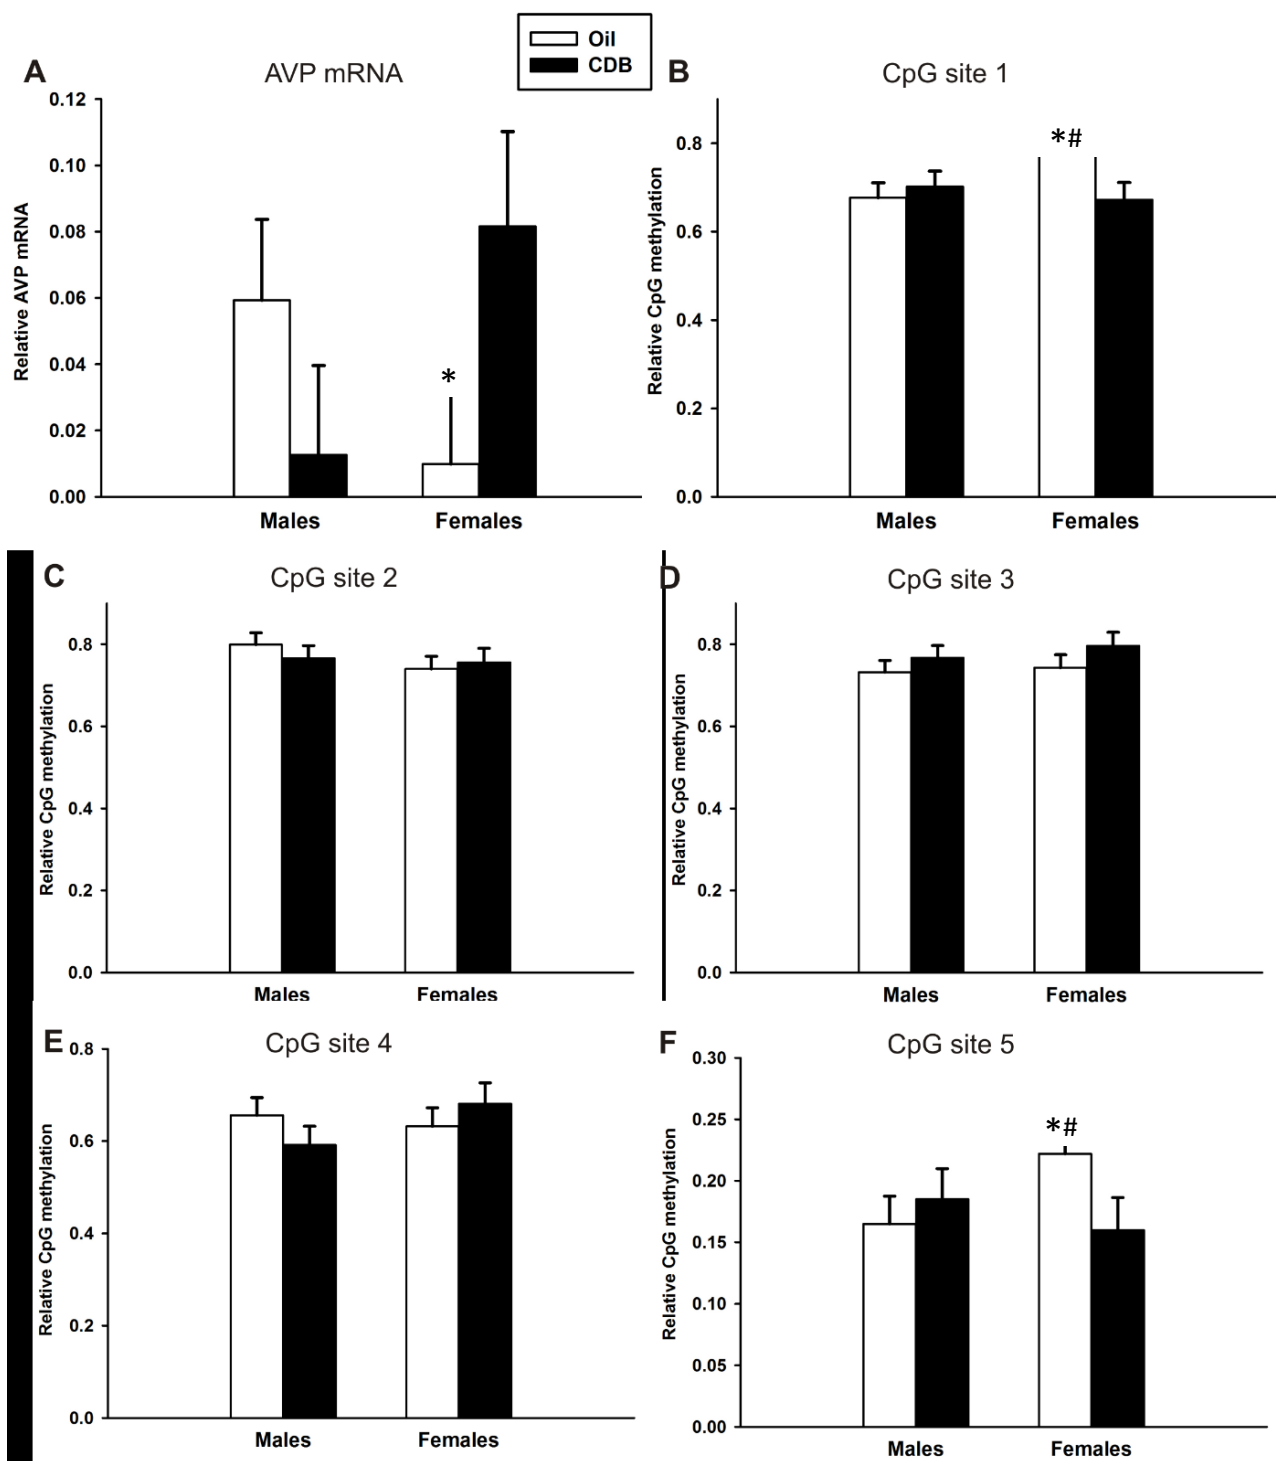 Oil
CDB
A
AVP mRNA
Relative AVP mRNA
0.12
0.10
0.08
0.06
0.04
0.02
0.00
*
Males
Females
B
CpG site 1
Relative CpG methylation
0.8
0.6
0.4
0.2
0.0
*#
Males
Females
C
CpG site 2
Relative CpG methylation
0.8
0.6
0.4
0.2
0.0
Males
Females
D
CpG site 3
Relative CpG methylation
0.8
0.6
0.4
0.2
0.0
Males
Females
E
CpG site 4
Relative CpG methylation
0.8
0.6
0.4
0.2
0.0
Males
Females
F
CpG site 5
Relative CpG methylation
0.30
0.25
0.20
0.15
0.10
0.05
0.00
*#
Males
Females